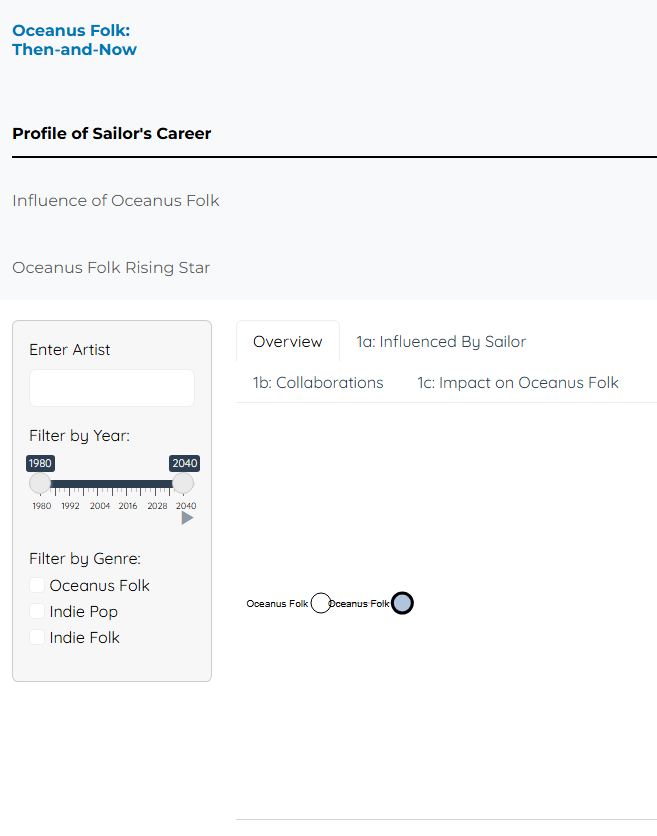 Oceanus Folk:
Then-and-Now
Profile of Sailor's Career
Influence of Oceanus Folk
Oceanus Folk Rising Star
Enter Artist
Filter by Year:
1980 2040
1980 1992 2004 2016 2028 2040
Filter by Genre:
Oceanus Folk
Indie Pop
Indie Folk
Overview 1a: Influenced By Sailor
1b: Collaborations 1c: Impact on Oceanus Folk
Oceanus Folk Oceanus Folk